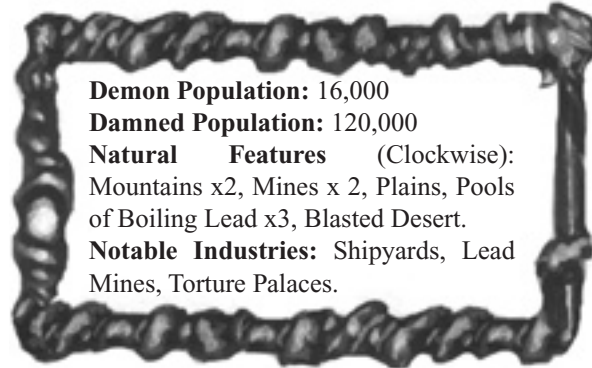 Demon Population: 16,000
Damned Population: 120,000
Natural Features (Clockwise):
Mountains x2, Mines x 2, Plains, Pools
of Boiling Lead x3, Blasted Desert.
Notable Industries: Shipyards, Lead
Mines, Torture Palaces.